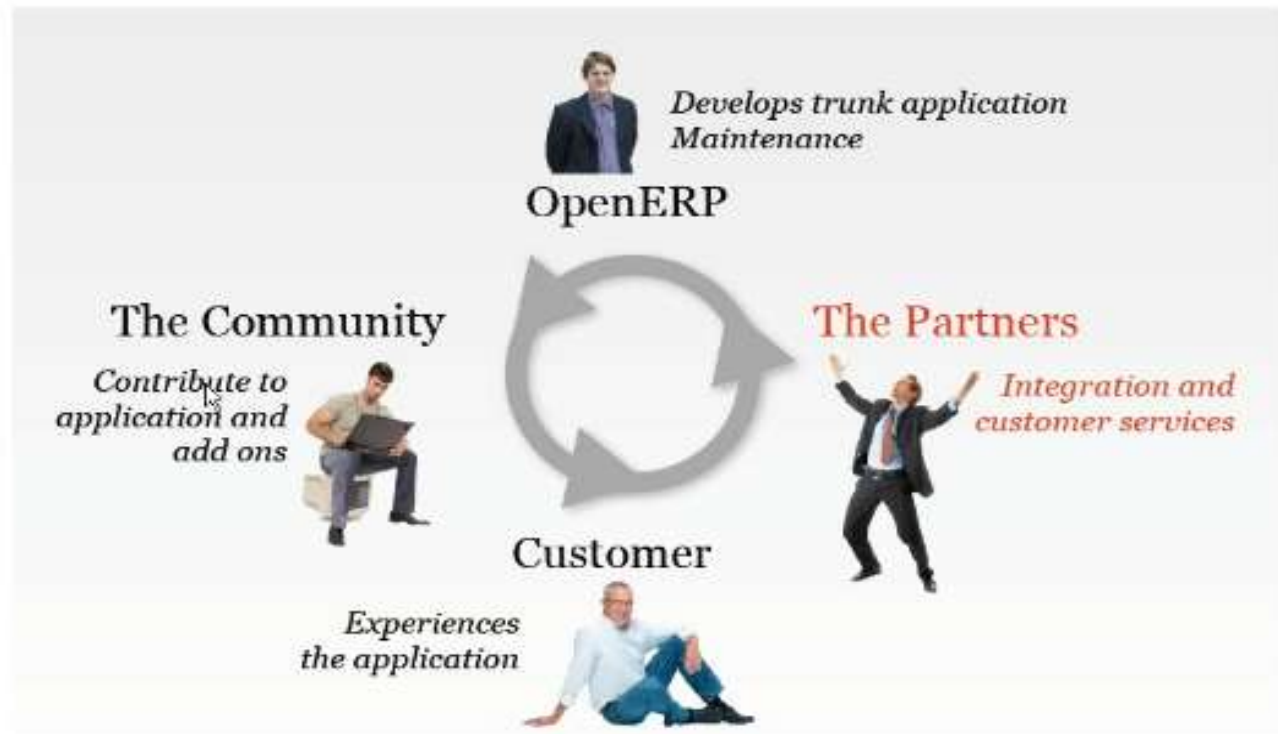 Develops trunk application
Maintenance
OpenERP
The Community
Contribute to
application and
add ons
The Partners
Integration and
customer services
Customer
Experiences
the application